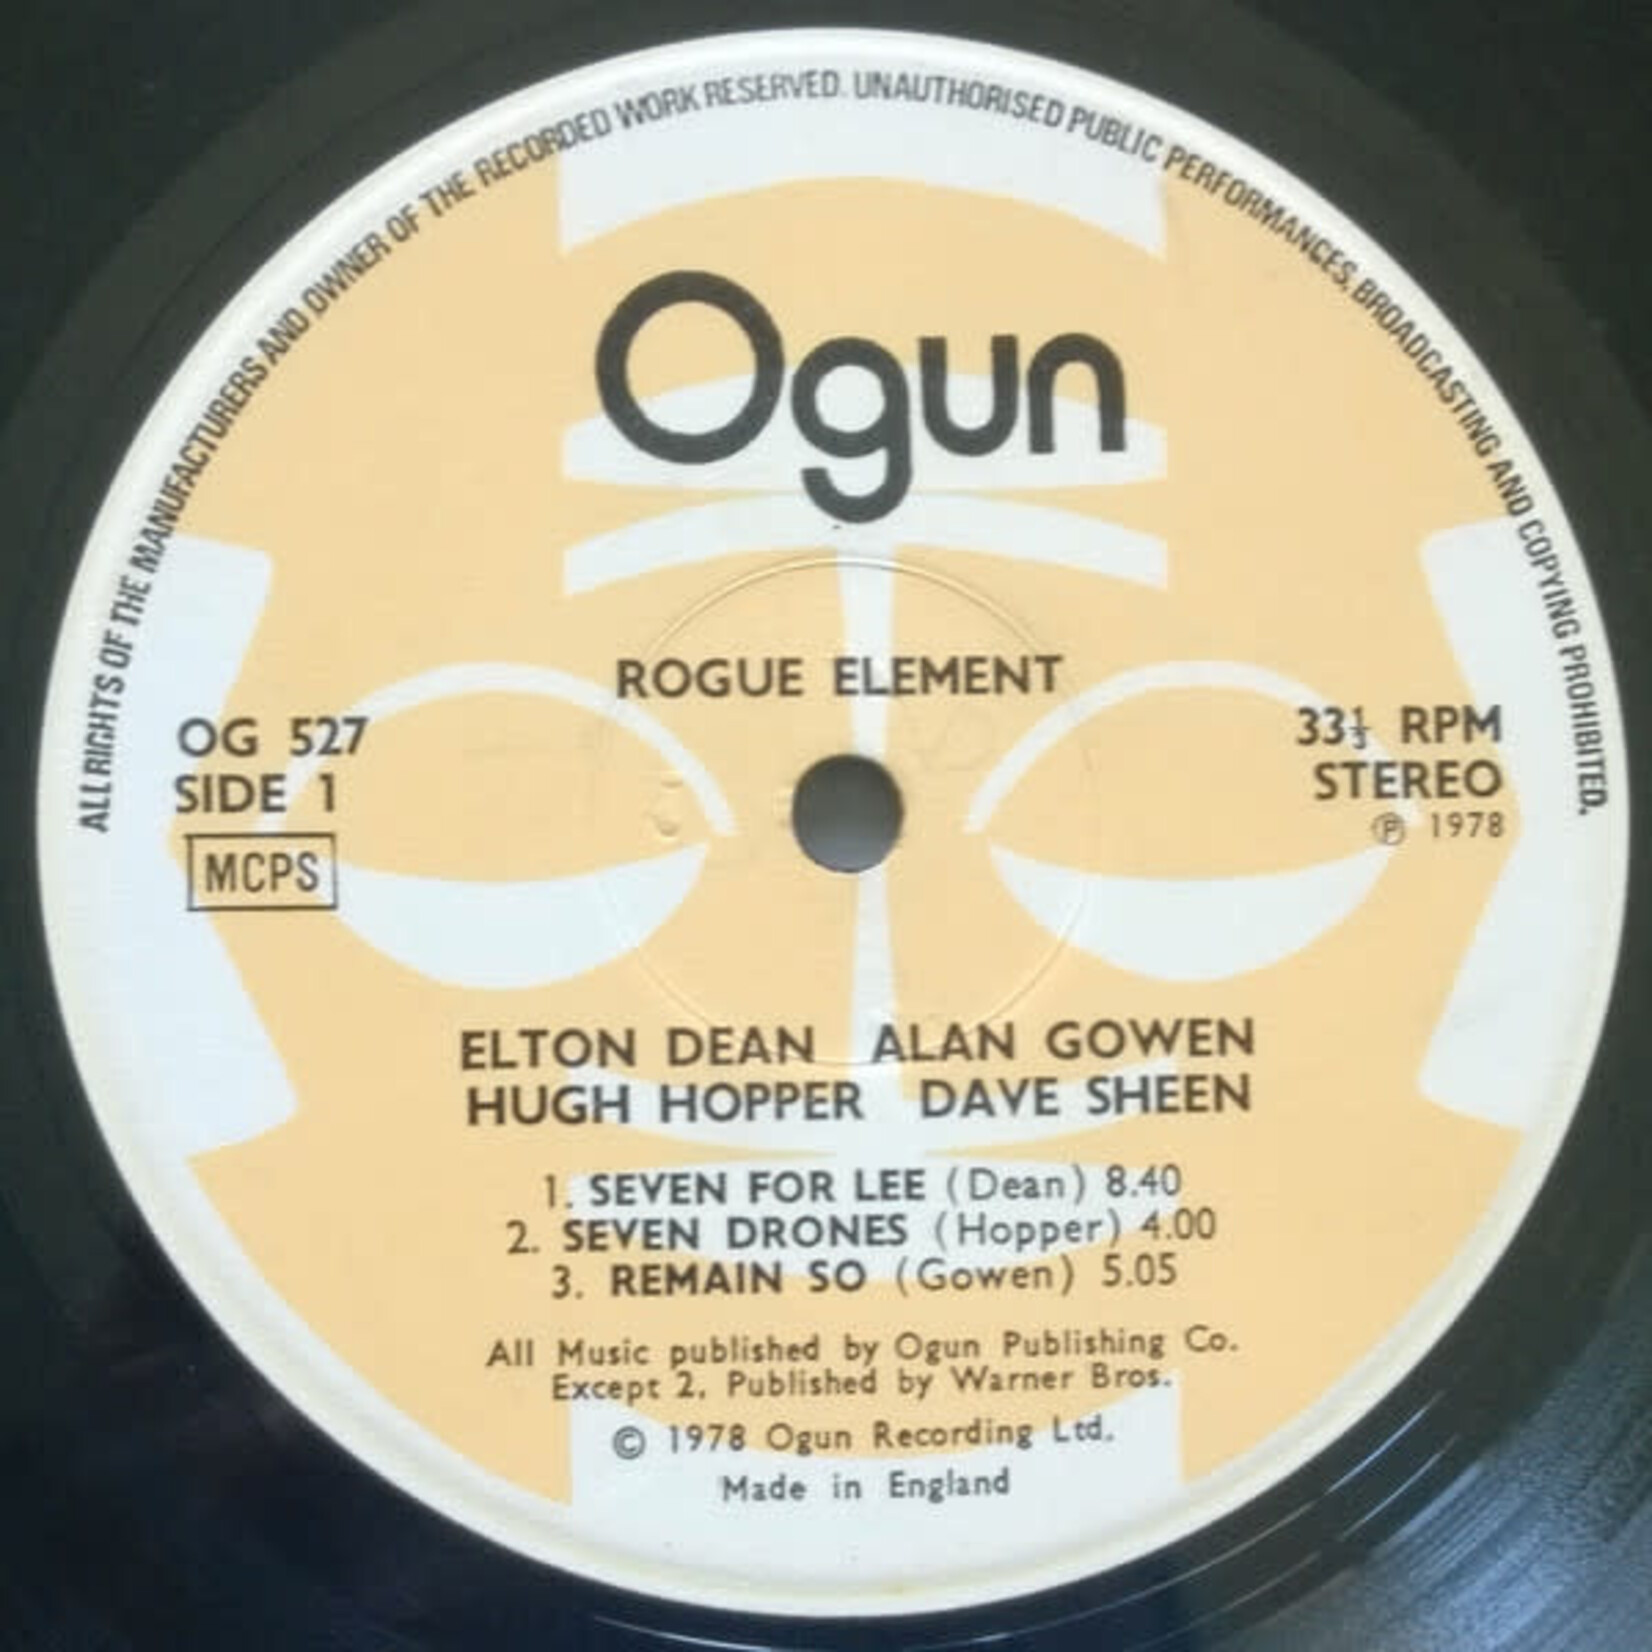 ALL RIGHTS OF THE MANUFACTURERS AND OWNER OF THE RECORDED WORK RESERVED. UNAUTHORISED PUBLIC PERFORMANCES, BROADCASTING AND COPYING PROHIBITED.
Ogun
ROGUE ELEMENT
OG 527
SIDE 1
MCPS
33⅓ RPM
STEREO
℗ 1978
ELTON DEAN ALAN GOWEN
HUGH HOPPER DAVE SHEEN
1. SEVEN FOR LEE (Dean) 8.40
2. SEVEN DRONES (Hopper) 4.00
3. REMAIN SO (Gowen) 5.05
All Music published by Ogun Publishing Co.
Except 2, Published by Warner Bros.
© 1978 Ogun Recording Ltd.
Made in England